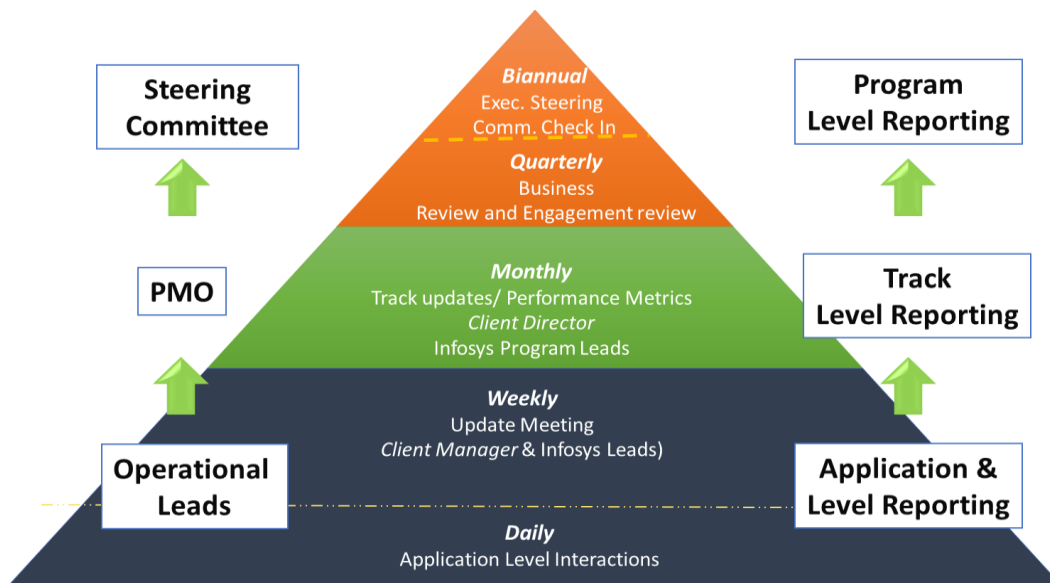 Biannual
Exec. Steering
Comm. Check In
Quarterly
Business
Review and Engagement review
Monthly
Track updates/ Performance Metrics
Client Director
Infosys Program Leads
Weekly
Update Meeting
Client Manager & Infosys Leads)
Daily
Application Level Interactions
Steering
Committee
PMO
Operational
Leads
Program
Level Reporting
Track
Level Reporting
Application &
Level Reporting